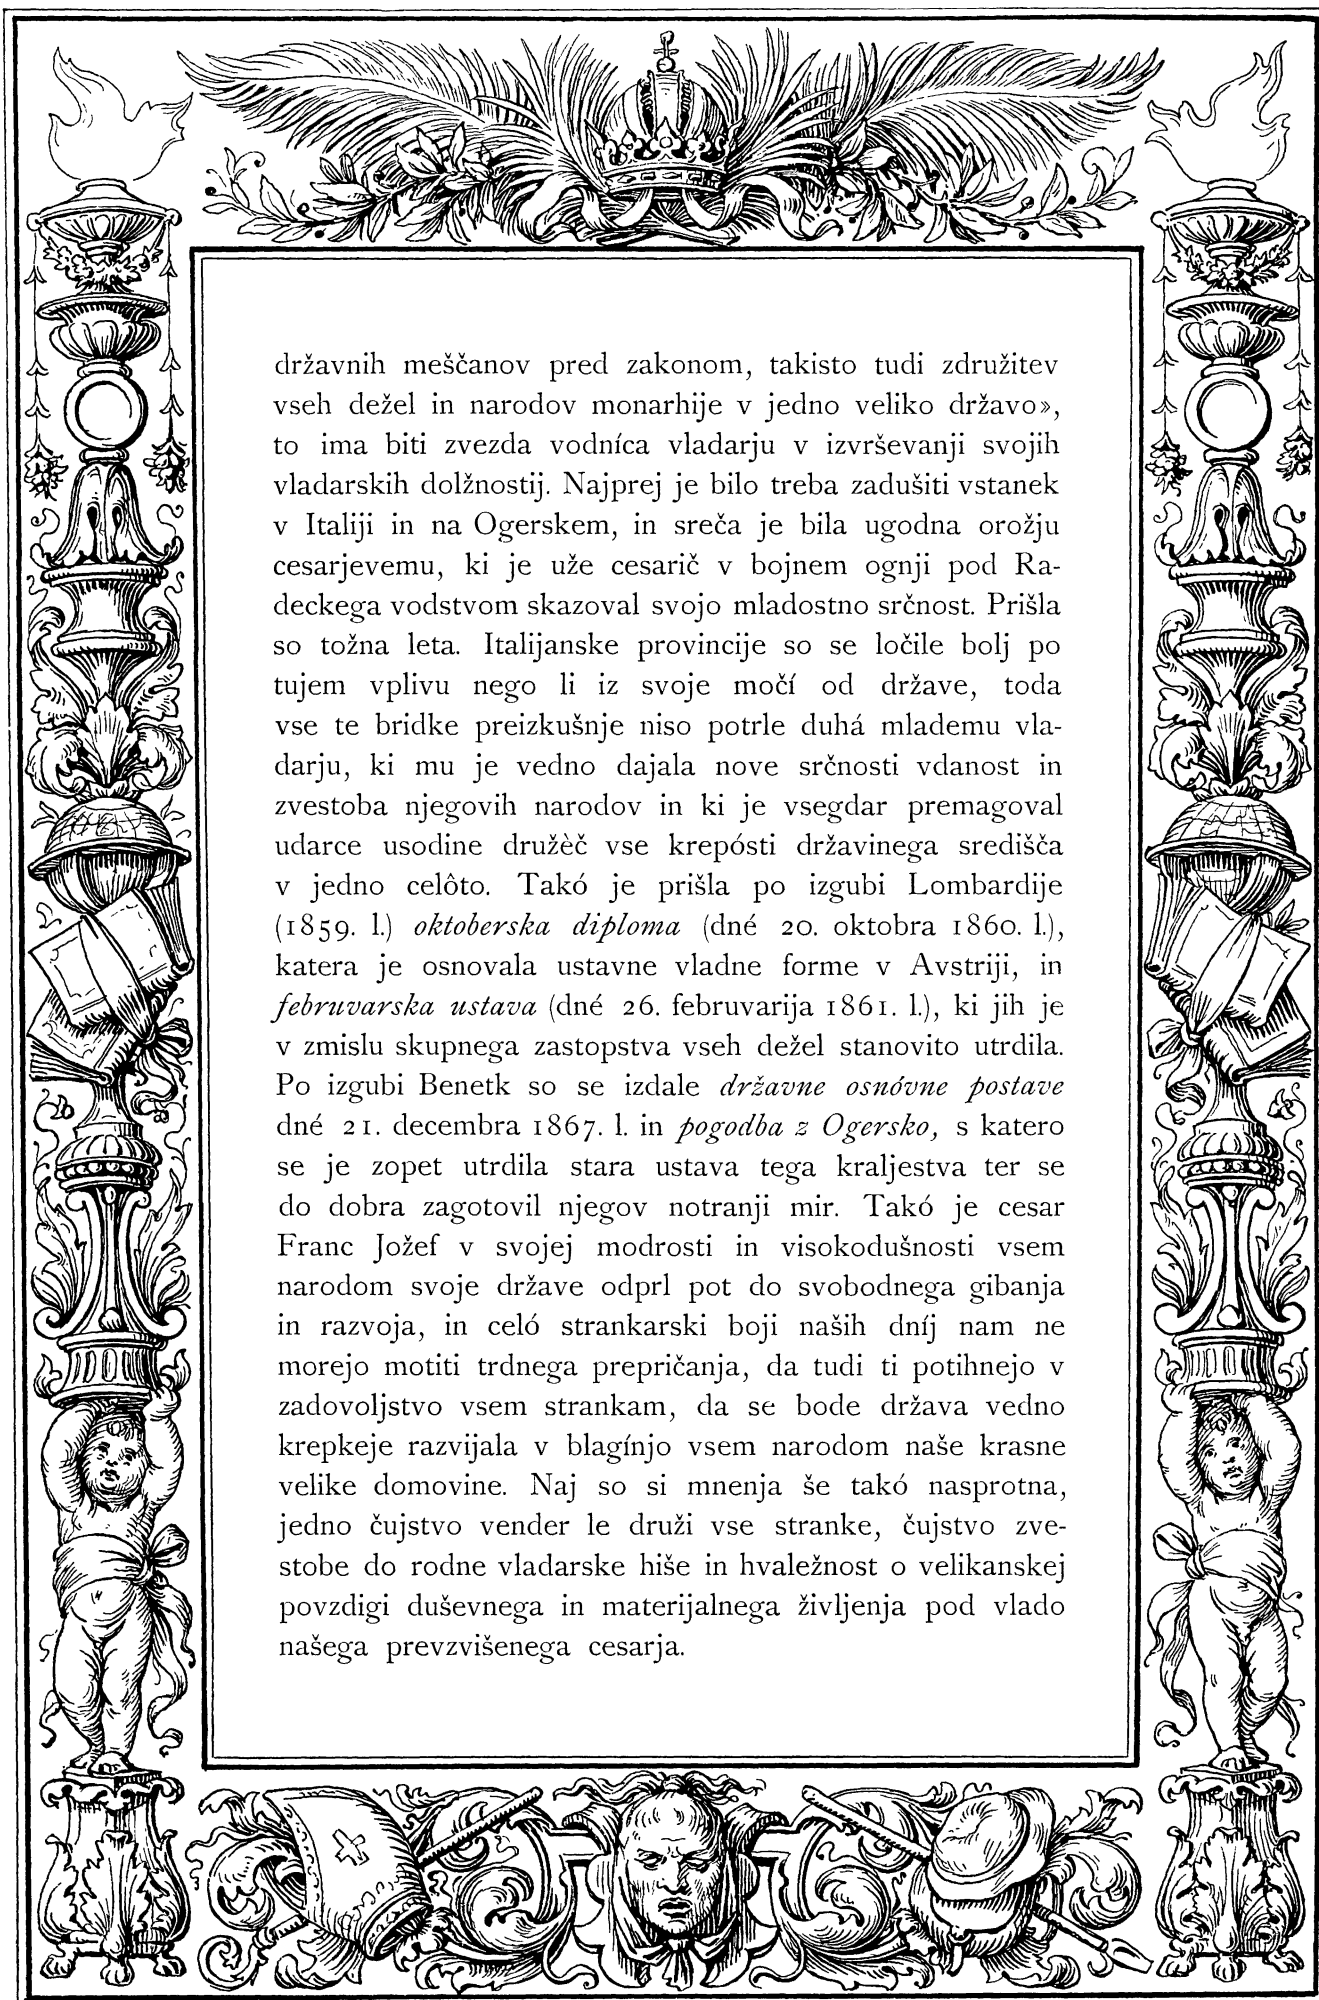 državnih meščanov pred zakonom, takisto tudi združitev
vseh dežel in narodov monarhije v jedno veliko državo»,
to ima biti zvezda vodníca vladarju v izvrševanji svojih
vladarskih dolžnostij. Najprej je bilo treba zadušiti vstanek
v Italiji in na Ogerskem, in sreča je bila ugodna orožju
cesarjevemu, ki je uže cesarič v bojnem ognji pod Ra-
deckega vodstvom skazoval svojo mladostno srčnost. Prišla
so tožna leta. Italijanske provincije so se ločile bolj po
tujem vplivu nego li iz svoje močí od države, toda
vse te bridke preizkušnje niso potrle duhá mlademu vla-
darju, ki mu je vedno dajala nove srčnosti vdanost in
zvestoba njegovih narodov in ki je vsegdar premagoval
udarce usodine družèč vse krepósti državinega središča
v jedno celôto. Takó je prišla po izgubi Lombardije
(1859. l.) oktoberska diploma (dné 20. oktobra 1860. l.),
katera je osnovala ustavne vladne forme v Avstriji, in
februvarska ustava (dné 26. februvarija 1861. l.), ki jih je
v zmislu skupnega zastopstva vseh dežel stanovito utrdila.
Po izgubi Benetk so se izdale državne osnóvne postave
dné 21. decembra 1867. l. in pogodba z Ogersko, s katero
se je zopet utrdila stara ustava tega kraljestva ter se
do dobra zagotovil njegov notranji mir. Takó je cesar
Franc Jožef v svojej modrosti in visokodušnosti vsem
narodom svoje države odprl pot do svobodnega gibanja
in razvoja, in celó strankarski boji naših dníj nam ne
morejo motiti trdnega prepričanja, da tudi ti potihnejo v
zadovoljstvo vsem strankam, da se bode država vedno
krepkeje razvijala v blagínjo vsem narodom naše krasne
velike domovine. Naj so si mnenja še takó nasprotna,
jedno čujstvo vender le druži vse stranke, čujstvo zve-
stobe do rodne vladarske hiše in hvaležnost o velikanskej
povzdigi duševnega in materijalnega življenja pod vlado
našega prevzvišenega cesarja.